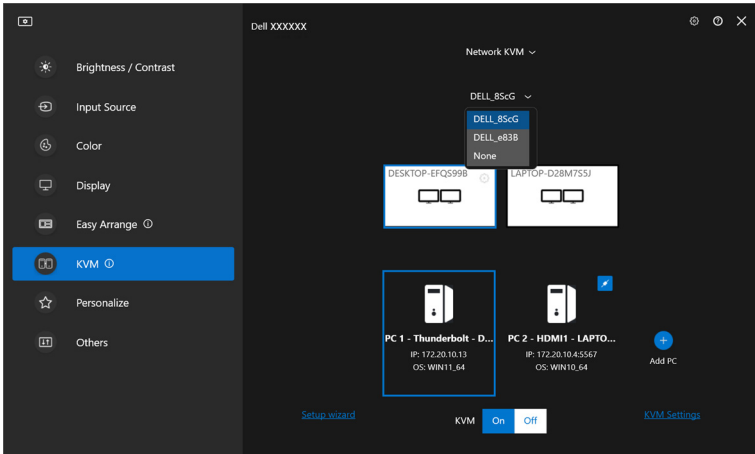 Dell XXXXXX
Brightness / Contrast
Input Source
Color
Display
Easy Arrange
KVM
Personalize
Others
Network KVM
DELL_8ScG
DELL_8ScG
DELL_e83B
None
DESKTOP-EFQS99B
LAPTOP-D28M7S5J
PC 1 - Thunderbolt - D...
IP: 172.20.10.13
OS: WIN11_64
PC 2 - HDMI1 - LAPTO...
IP: 172.20.10.4:5567
OS: WIN10_64
Add PC
Setup wizard
KVM On Off
KVM Settings